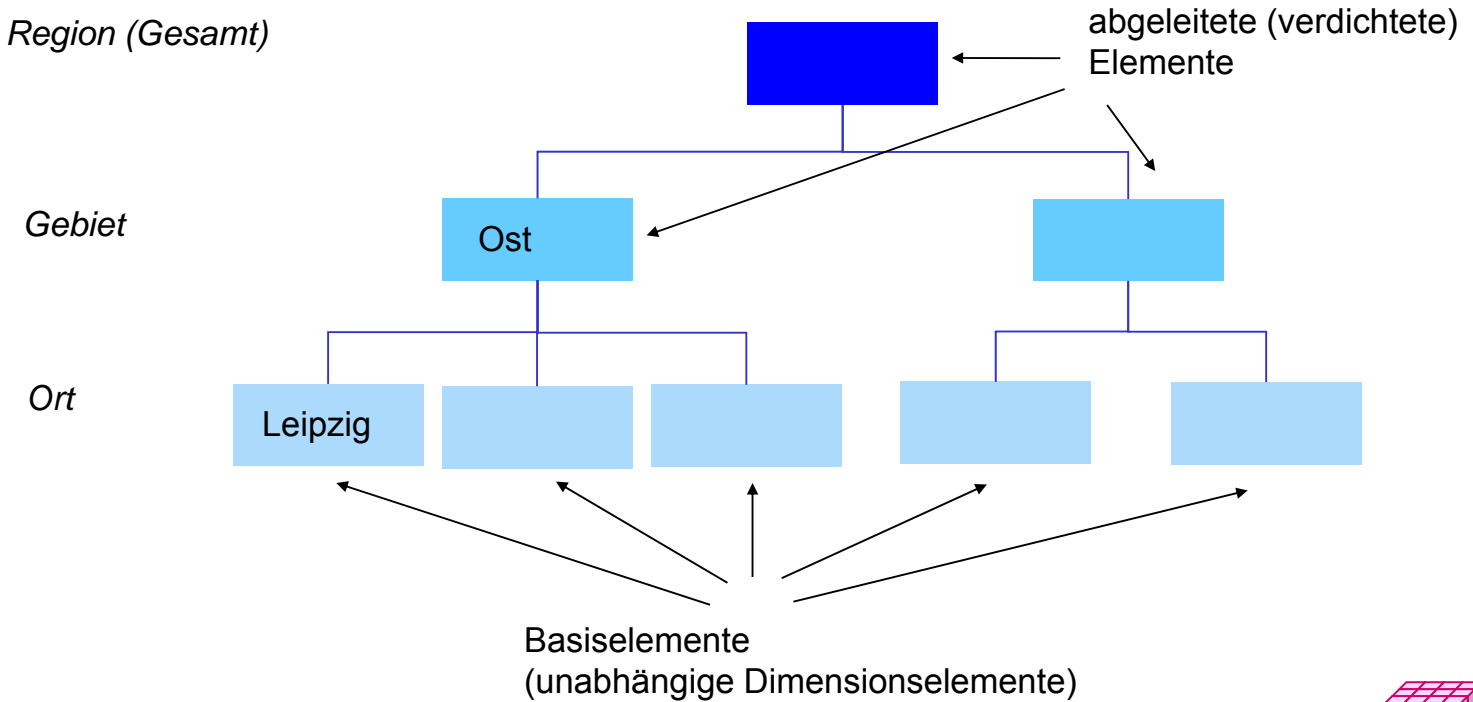 Region (Gesamt)
abgeleitete (verdichtete)
Elemente
Gebiet
Ost
Ort
Leipzig
Basiselemente
(unabhängige Dimensionselemente)